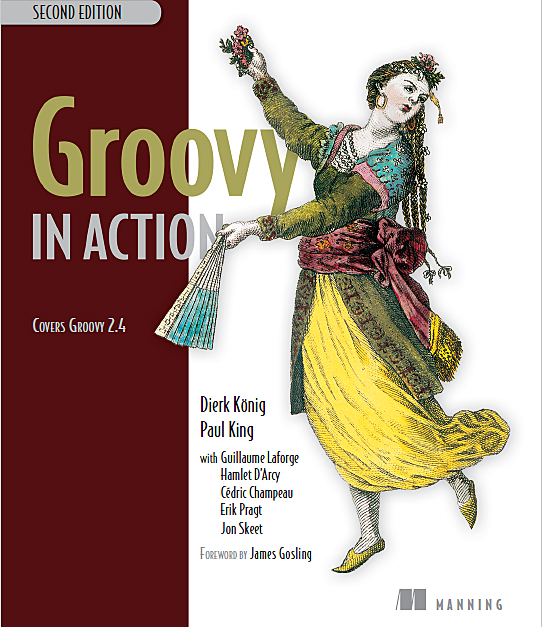 SECOND EDITION
Groovy
IN ACTION
COVERS GROOVY 2.4
Dierk König
Paul King
with Guillaume Laforge
Hamlet D'Arcy
Cédric Champeau
Erik Pragt
Jon Skeet
FOREWORD BY James Gosling
MANNING